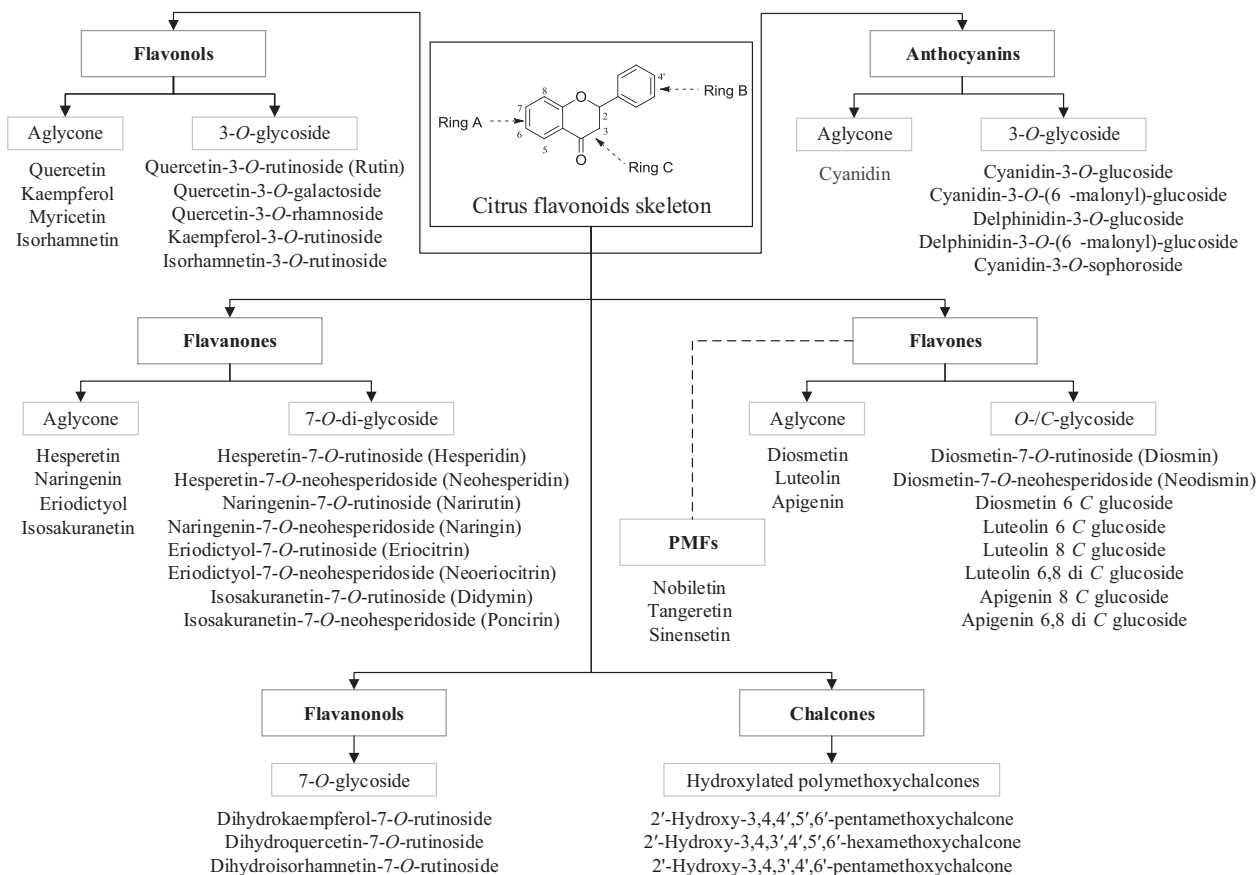 Flavonols
Aglycone
Quercetin
Kaempferol
Myricetin
Isorhamnetin
3-O-glycoside
Quercetin-3-O-rutinoside (Rutin)
Quercetin-3-O-galactoside
Quercetin-3-O-rhamnoside
Kaempferol-3-O-rutinoside
Isorhamnetin-3-O-rutinoside
Ring A
Ring B
Ring C
O
O
2
3
4'
5
6
7
8
Citrus flavonoids skeleton
Anthocyanins
Aglycone
Cyanidin
3-O-glycoside
Cyanidin-3-O-glucoside
Cyanidin-3-O-(6 -malonyl)-glucoside
Delphinidin-3-O-glucoside
Delphinidin-3-O-(6 -malonyl)-glucoside
Cyanidin-3-O-sophoroside
Flavanones
Aglycone
Hesperetin
Naringenin
Eriodictyol
Isosakuranetin
7-O-di-glycoside
Hesperetin-7-O-rutinoside (Hesperidin)
Hesperetin-7-O-neohesperidoside (Neohesperidin)
Naringenin-7-O-rutinoside (Narirutin)
Naringenin-7-O-neohesperidoside (Naringin)
Eriodictyol-7-O-rutinoside (Eriocitrin)
Eriodictyol-7-O-neohesperidoside (Neoeriocitrin)
Isosakuranetin-7-O-rutinoside (Didymin)
Isosakuranetin-7-O-neohesperidoside (Poncirin)
Flavones
Aglycone
Diosmetin
Luteolin
Apigenin
O-/C-glycoside
Diosmetin-7-O-rutinoside (Diosmin)
Diosmetin-7-O-neohesperidoside (Neodismin)
Diosmetin 6 C glucoside
Luteolin 6 C glucoside
Luteolin 8 C glucoside
Luteolin 6,8 di C glucoside
Apigenin 8 C glucoside
Apigenin 6,8 di C glucoside
PMFs
Nobiletin
Tangeretin
Sinensetin
Flavanonols
7-O-glycoside
Dihydrokaempferol-7-O-rutinoside
Dihydroquercetin-7-O-rutinoside
Dihydroisorhamnetin-7-O-rutinoside
Chalcones
Hydroxylated polymethoxychalcones
2′-Hydroxy-3,4,4′,5′,6′-pentamethoxychalcone
2′-Hydroxy-3,4,3′,4′,5′,6′-hexamethoxychalcone
2'-Hydroxy-3,4,3',4',6'-pentamethoxychalcone